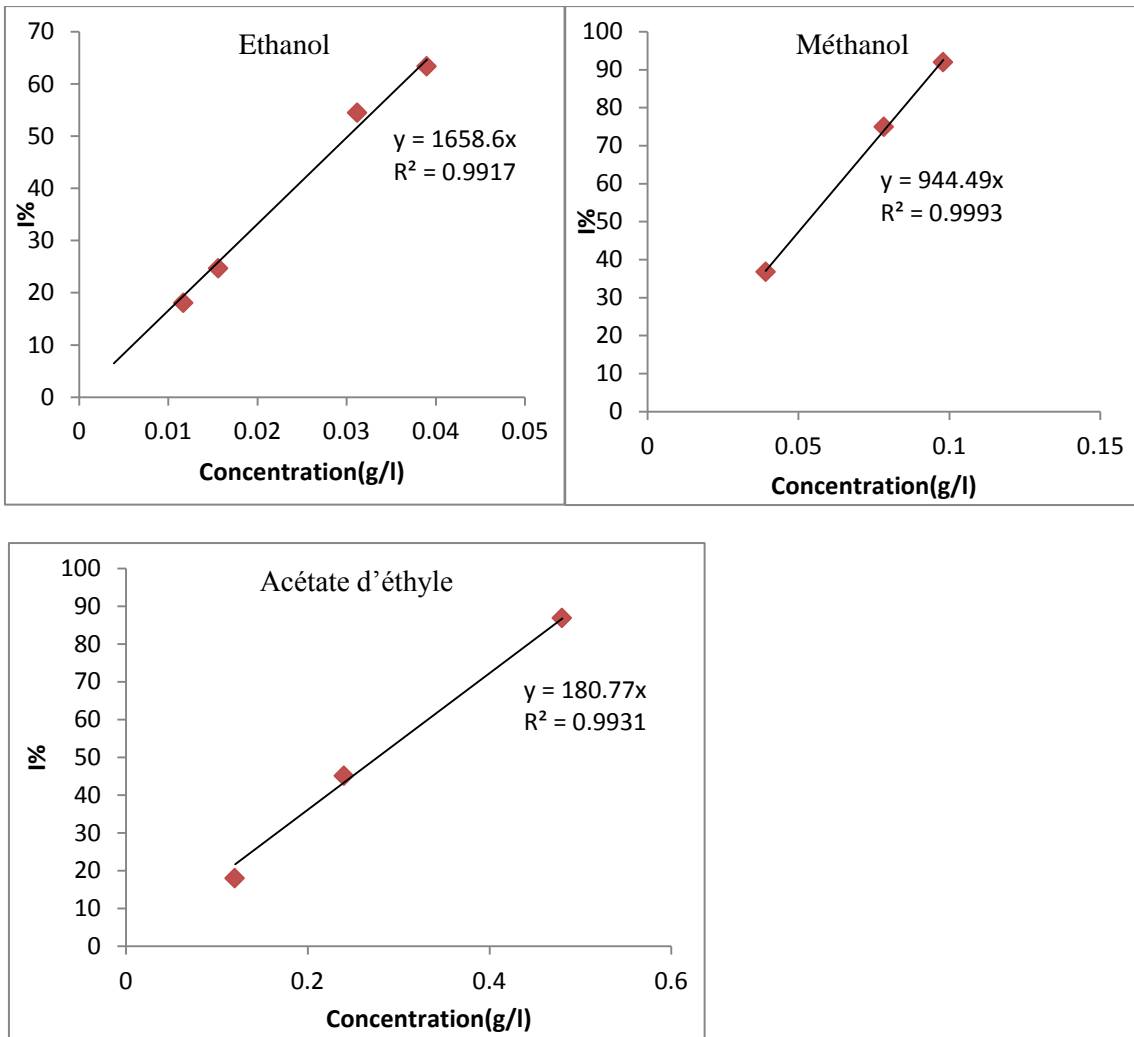 Ethanol
70
60
50
40
30
20
10
0
I%
y = 1658.6x
R² = 0.9917
0 0.01 0.02 0.03 0.04 0.05
Concentration(g/l)
Méthanol
100
90
80
70
60
50
40
30
20
10
0
I%
y = 944.49x
R² = 0.9993
0 0.05 0.1 0.15
Concentration(g/l)
Acétate d’éthyle
100
90
80
70
60
50
40
30
20
10
0
I%
y = 180.77x
R² = 0.9931
0 0.2 0.4 0.6
Concentration(g/l)